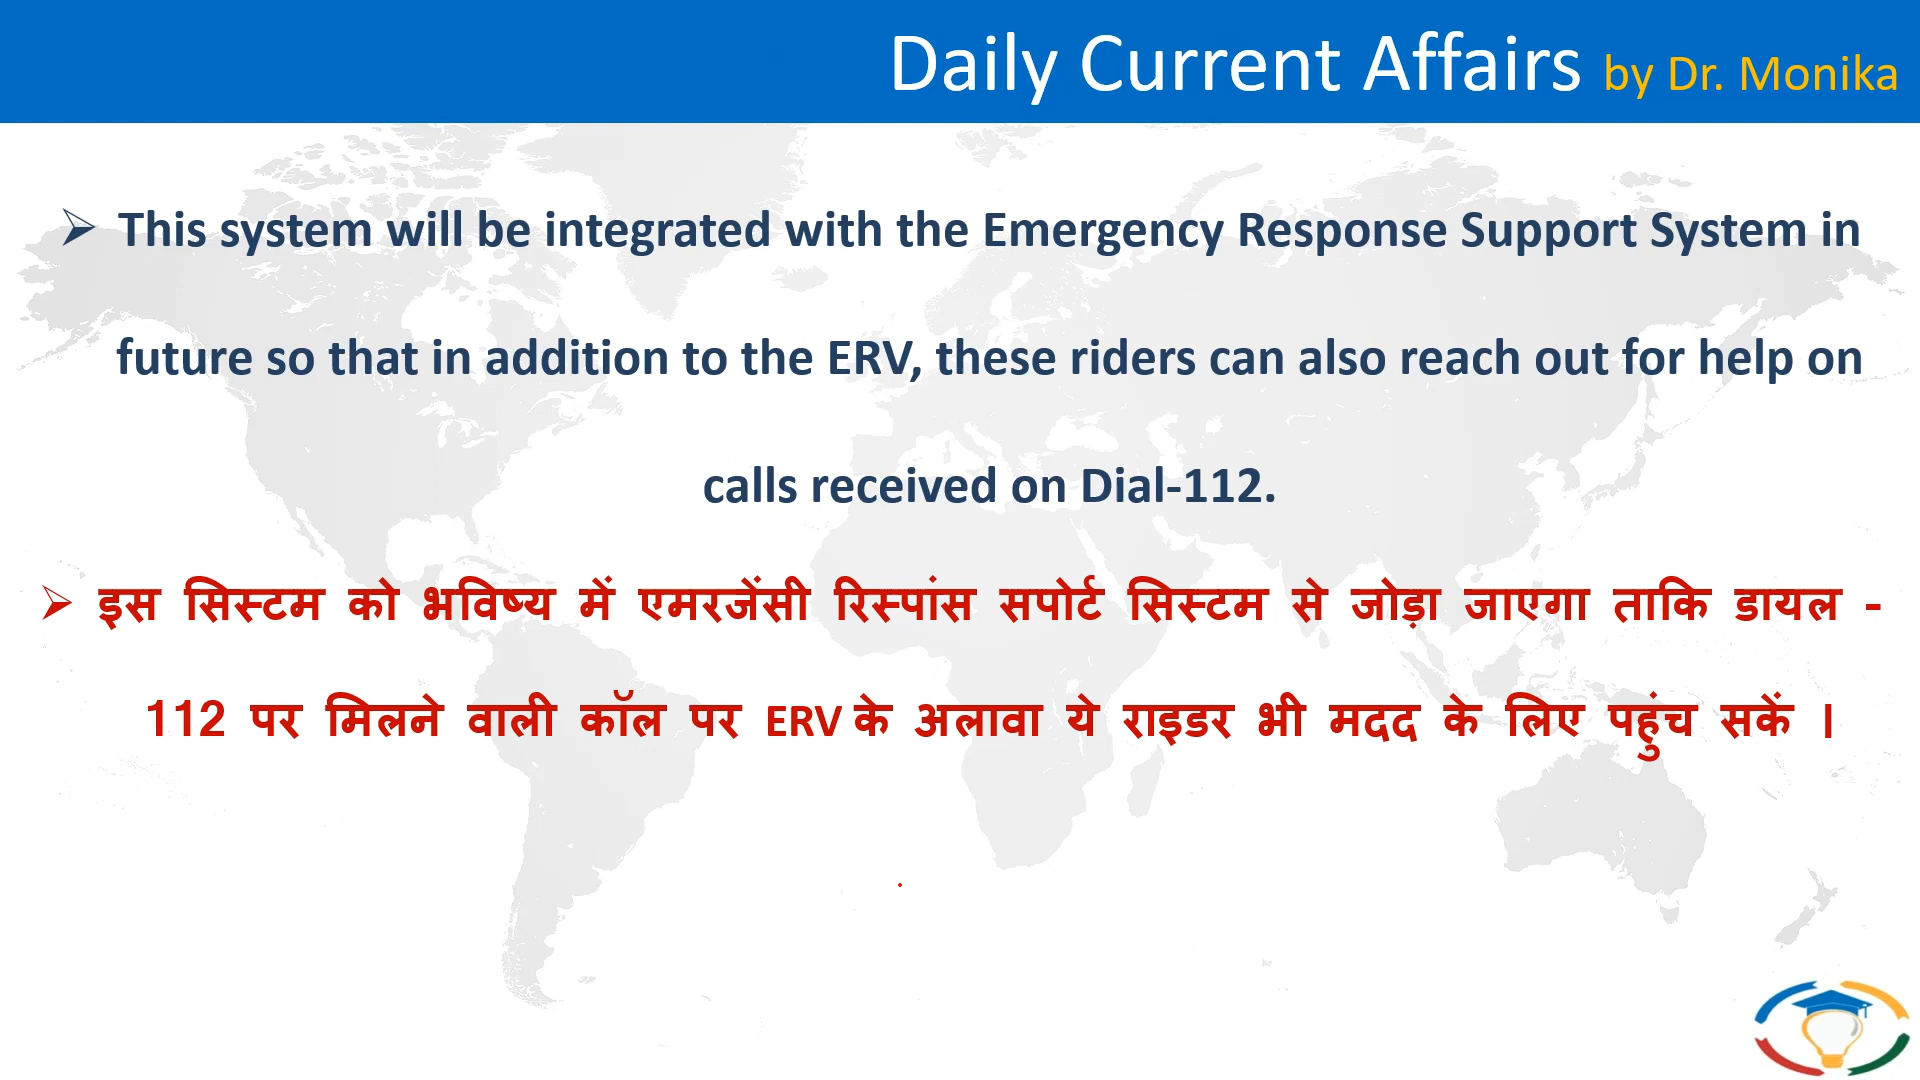 Daily Current Affairs by Dr. Monika
➢ This system will be integrated with the Emergency Response Support System in
future so that in addition to the ERV, these riders can also reach out for help on
calls received on Dial-112.
➢ इस सिस्टम को भविष्य में एमरजेंसी रिस्पांस सपोर्ट सिस्टम से जोड़ा जाएगा ताकि डायल -
112 पर मिलने वाली कॉल पर ERV के अलावा ये राइडर भी मदद के लिए पहुंच सकें ।